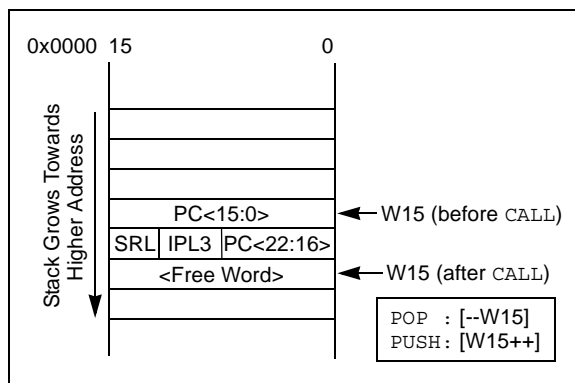 0x0000 15 0
Stack Grows Towards
Higher Address
PC<15:0>
W15 (before CALL)
SRL IPL3 PC<22:16>
<Free Word>
W15 (after CALL)
POP : [--W15]
PUSH: [W15++]